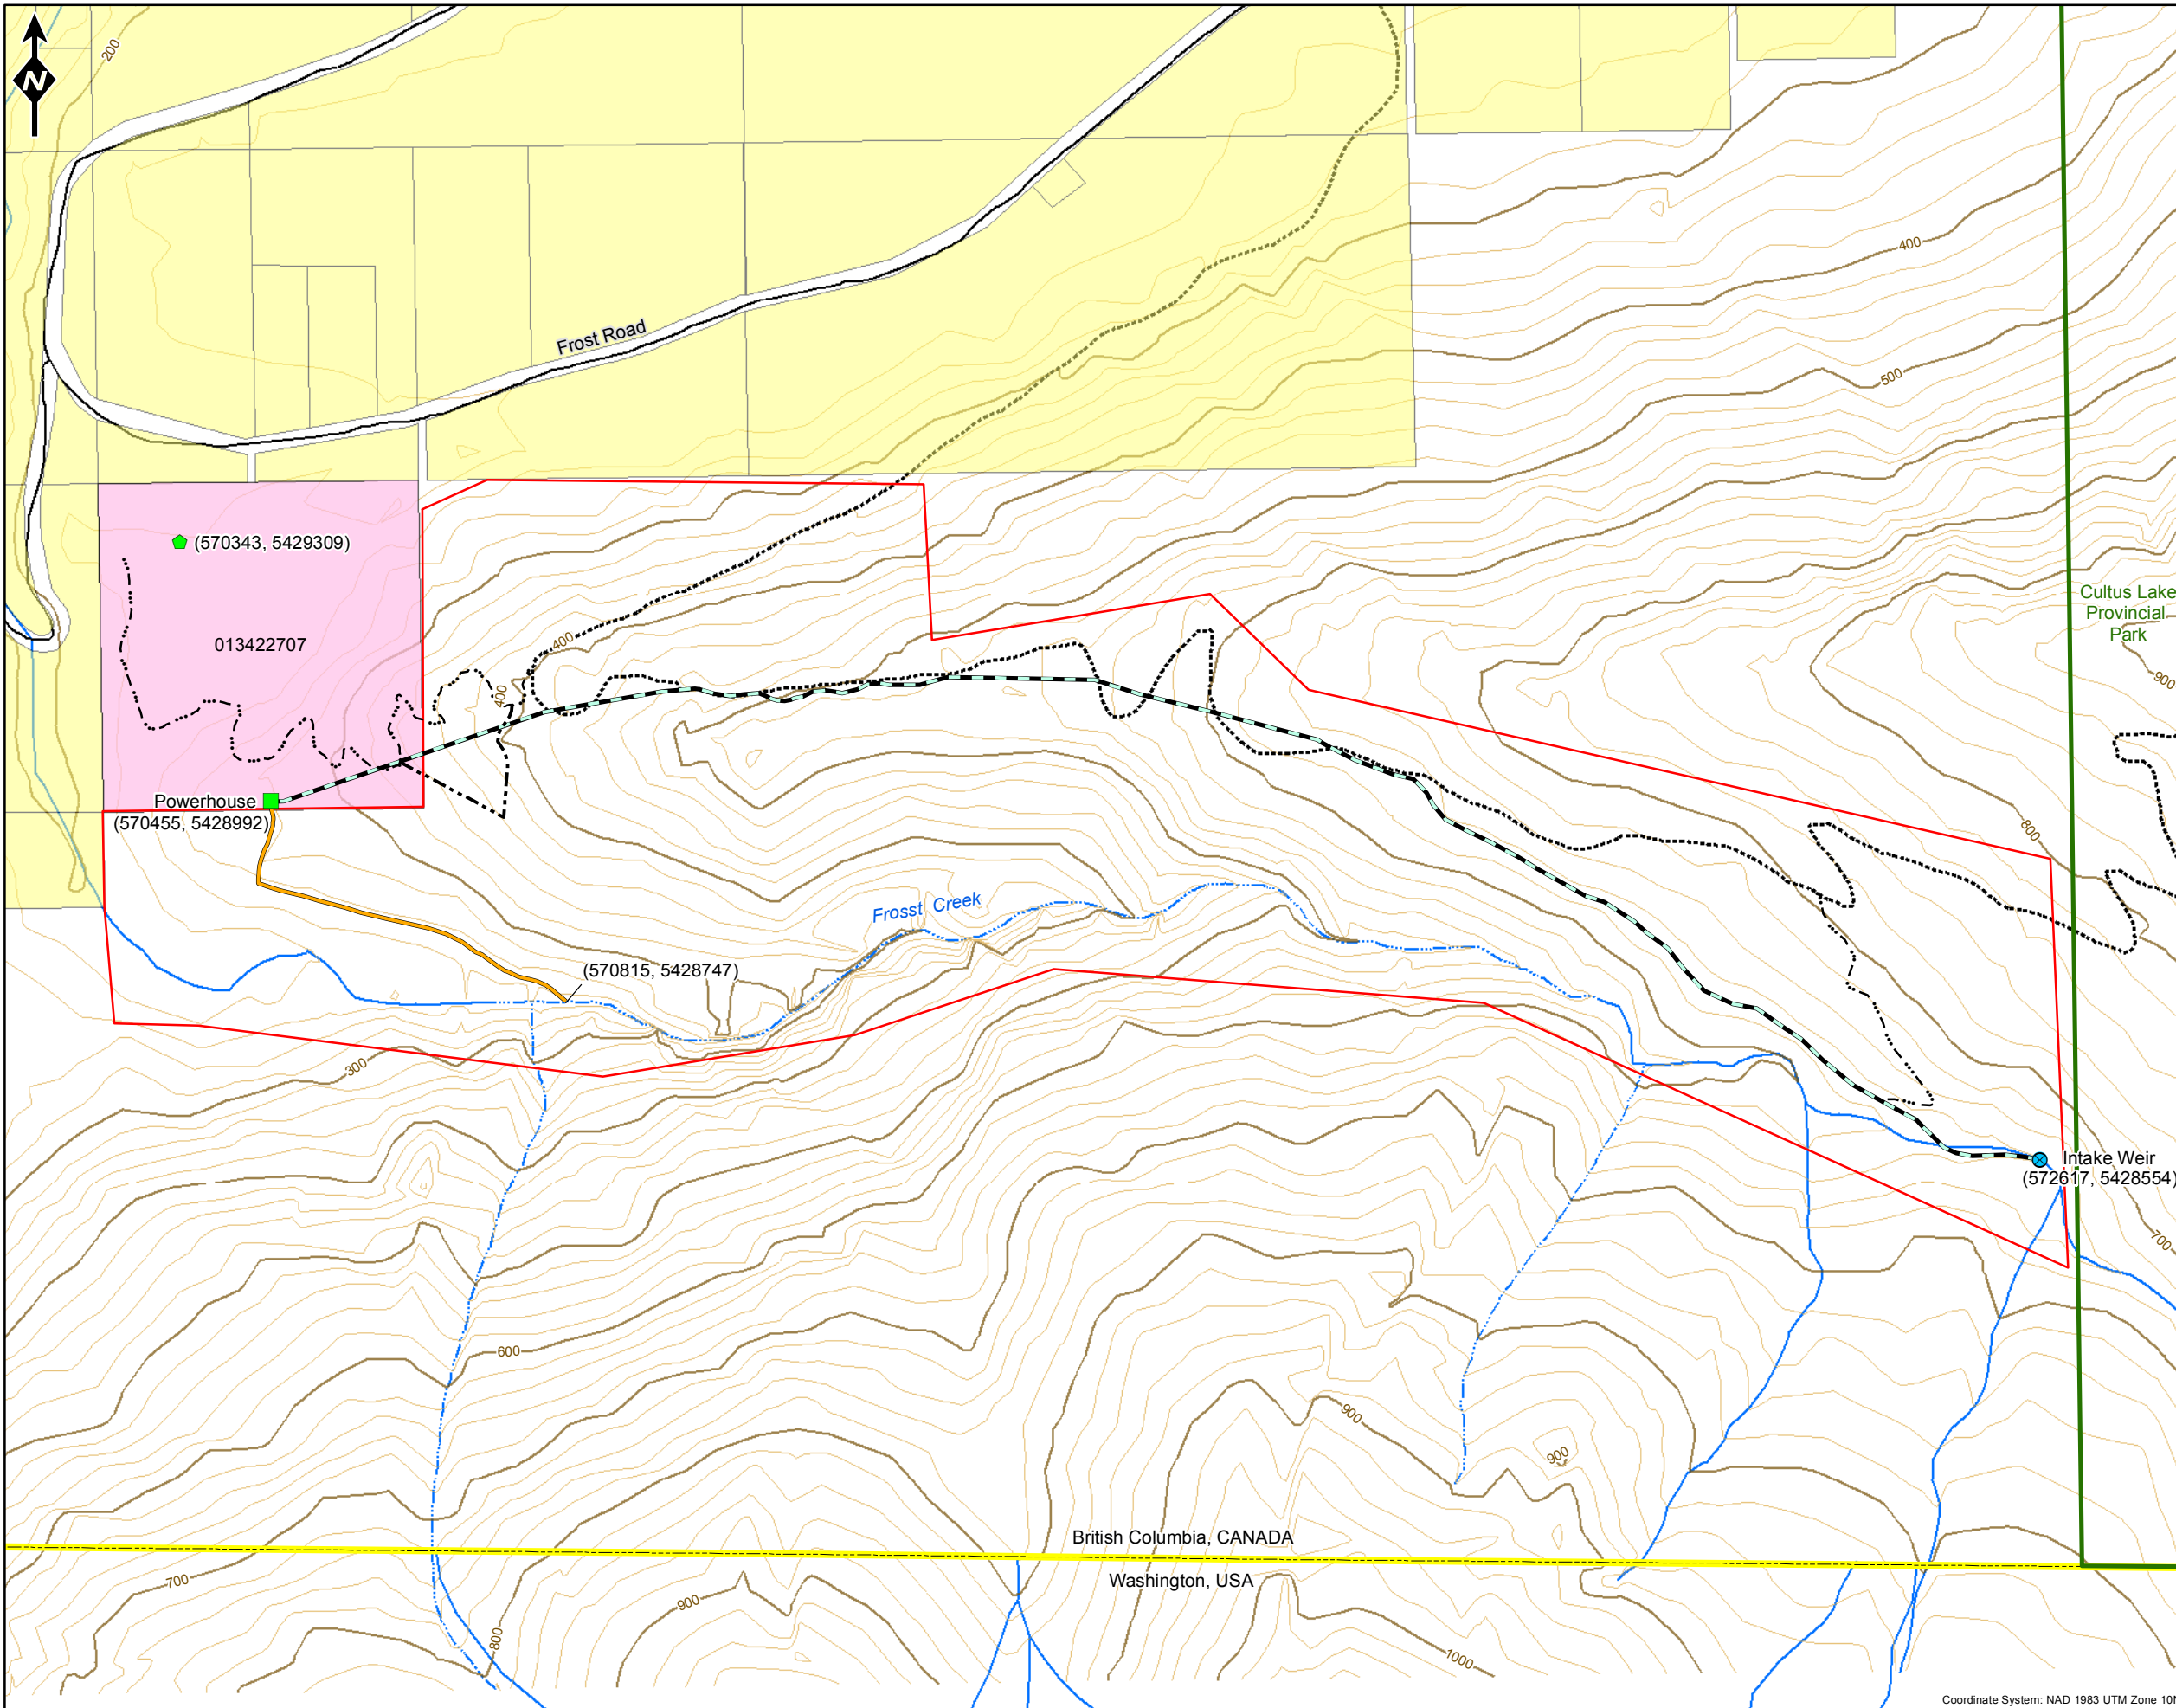 N
200
400
Frost Road
500
(570343, 5429309)
Cultus Lake
Provincial
Park
013422707
400
400
900
Powerhouse
(570455, 5428992)
800
Frosst Creek
(570815, 5428747)
300
Intake Weir
(572617, 5428554)
700
600
900
900
British Columbia, CANADA
Washington, USA
700
900
800
1000
Coordinate System: NAD 1983 UTM Zone 10N